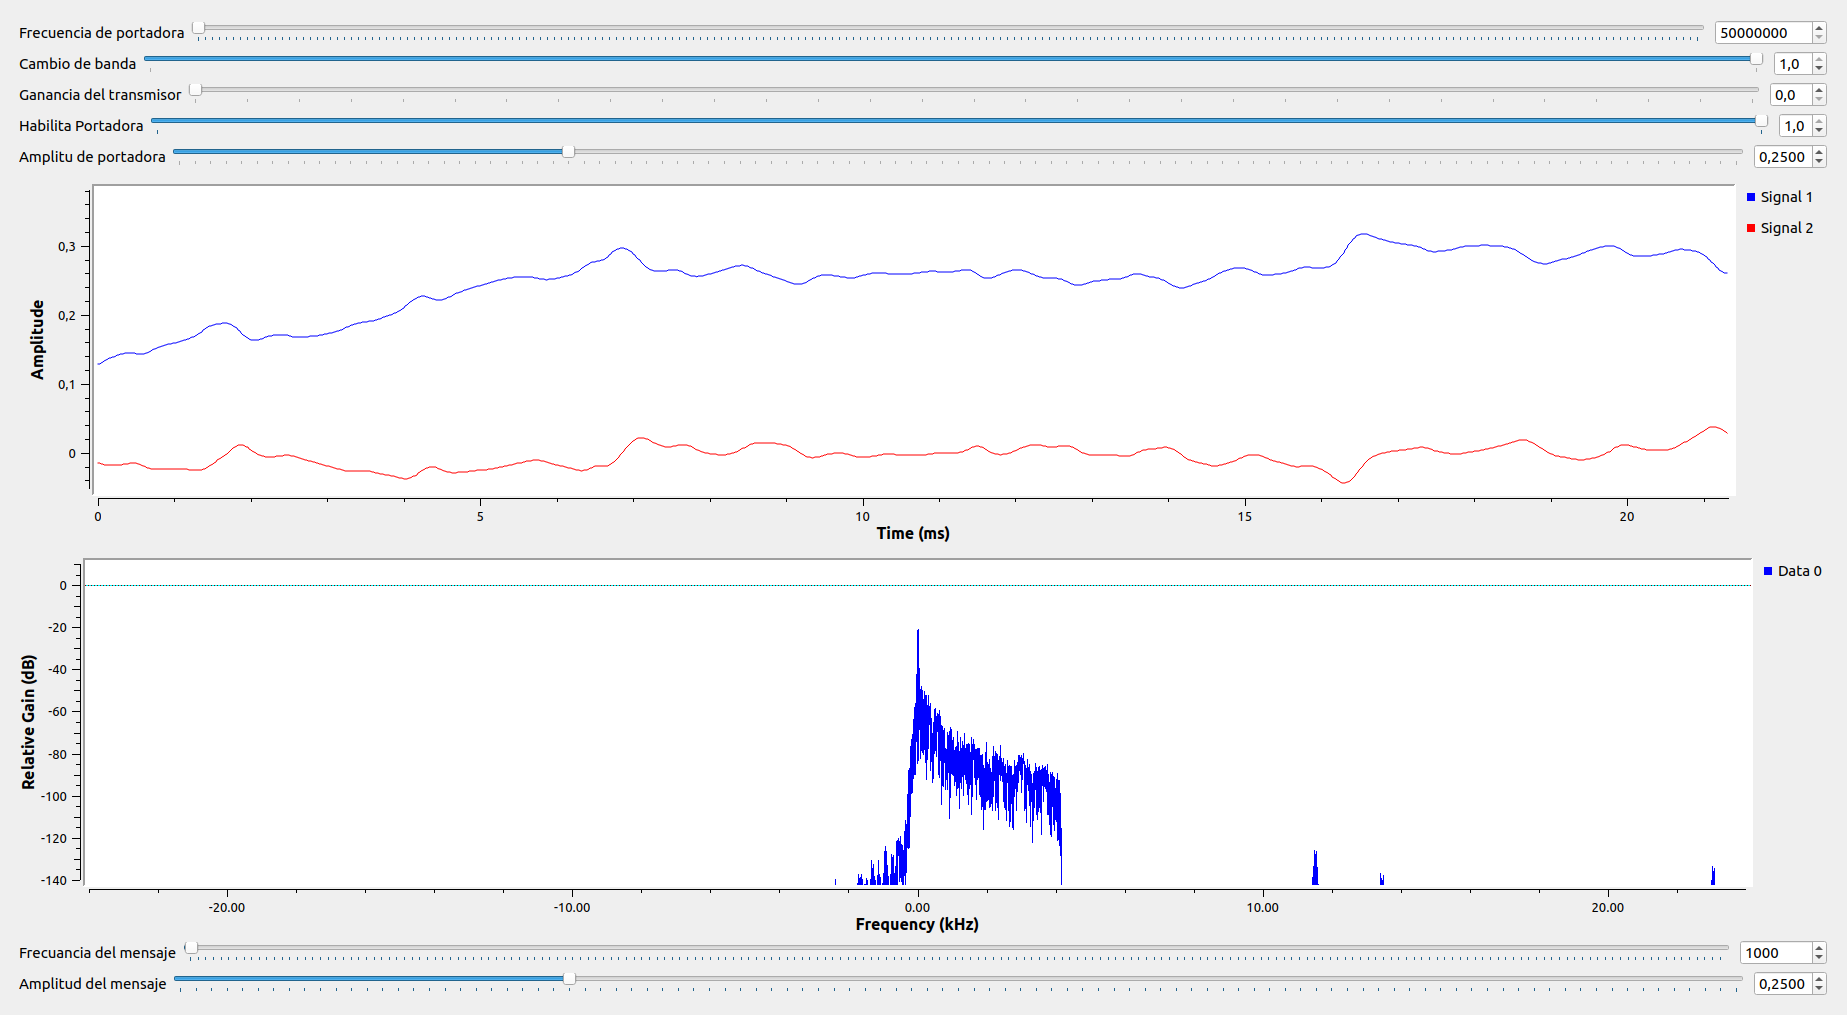 Frecuencia de portadora 50000000
Cambio de banda 1,0
Ganancia del transmisor 0,0
Habilita Portadora 1,0
Amplitu de portadora 0,2500
Signal 1
Signal 2
Amplitude
0,3
0,2
0,1
0
0 5 10 15 20
Time (ms)
Data 0
Relative Gain (dB)
0
-20
-40
-60
-80
-100
-120
-140
-20.00 -10.00 0.00 10.00 20.00
Frequency (kHz)
Frecuancia del mensaje 1000
Amplitud del mensaje 0,2500